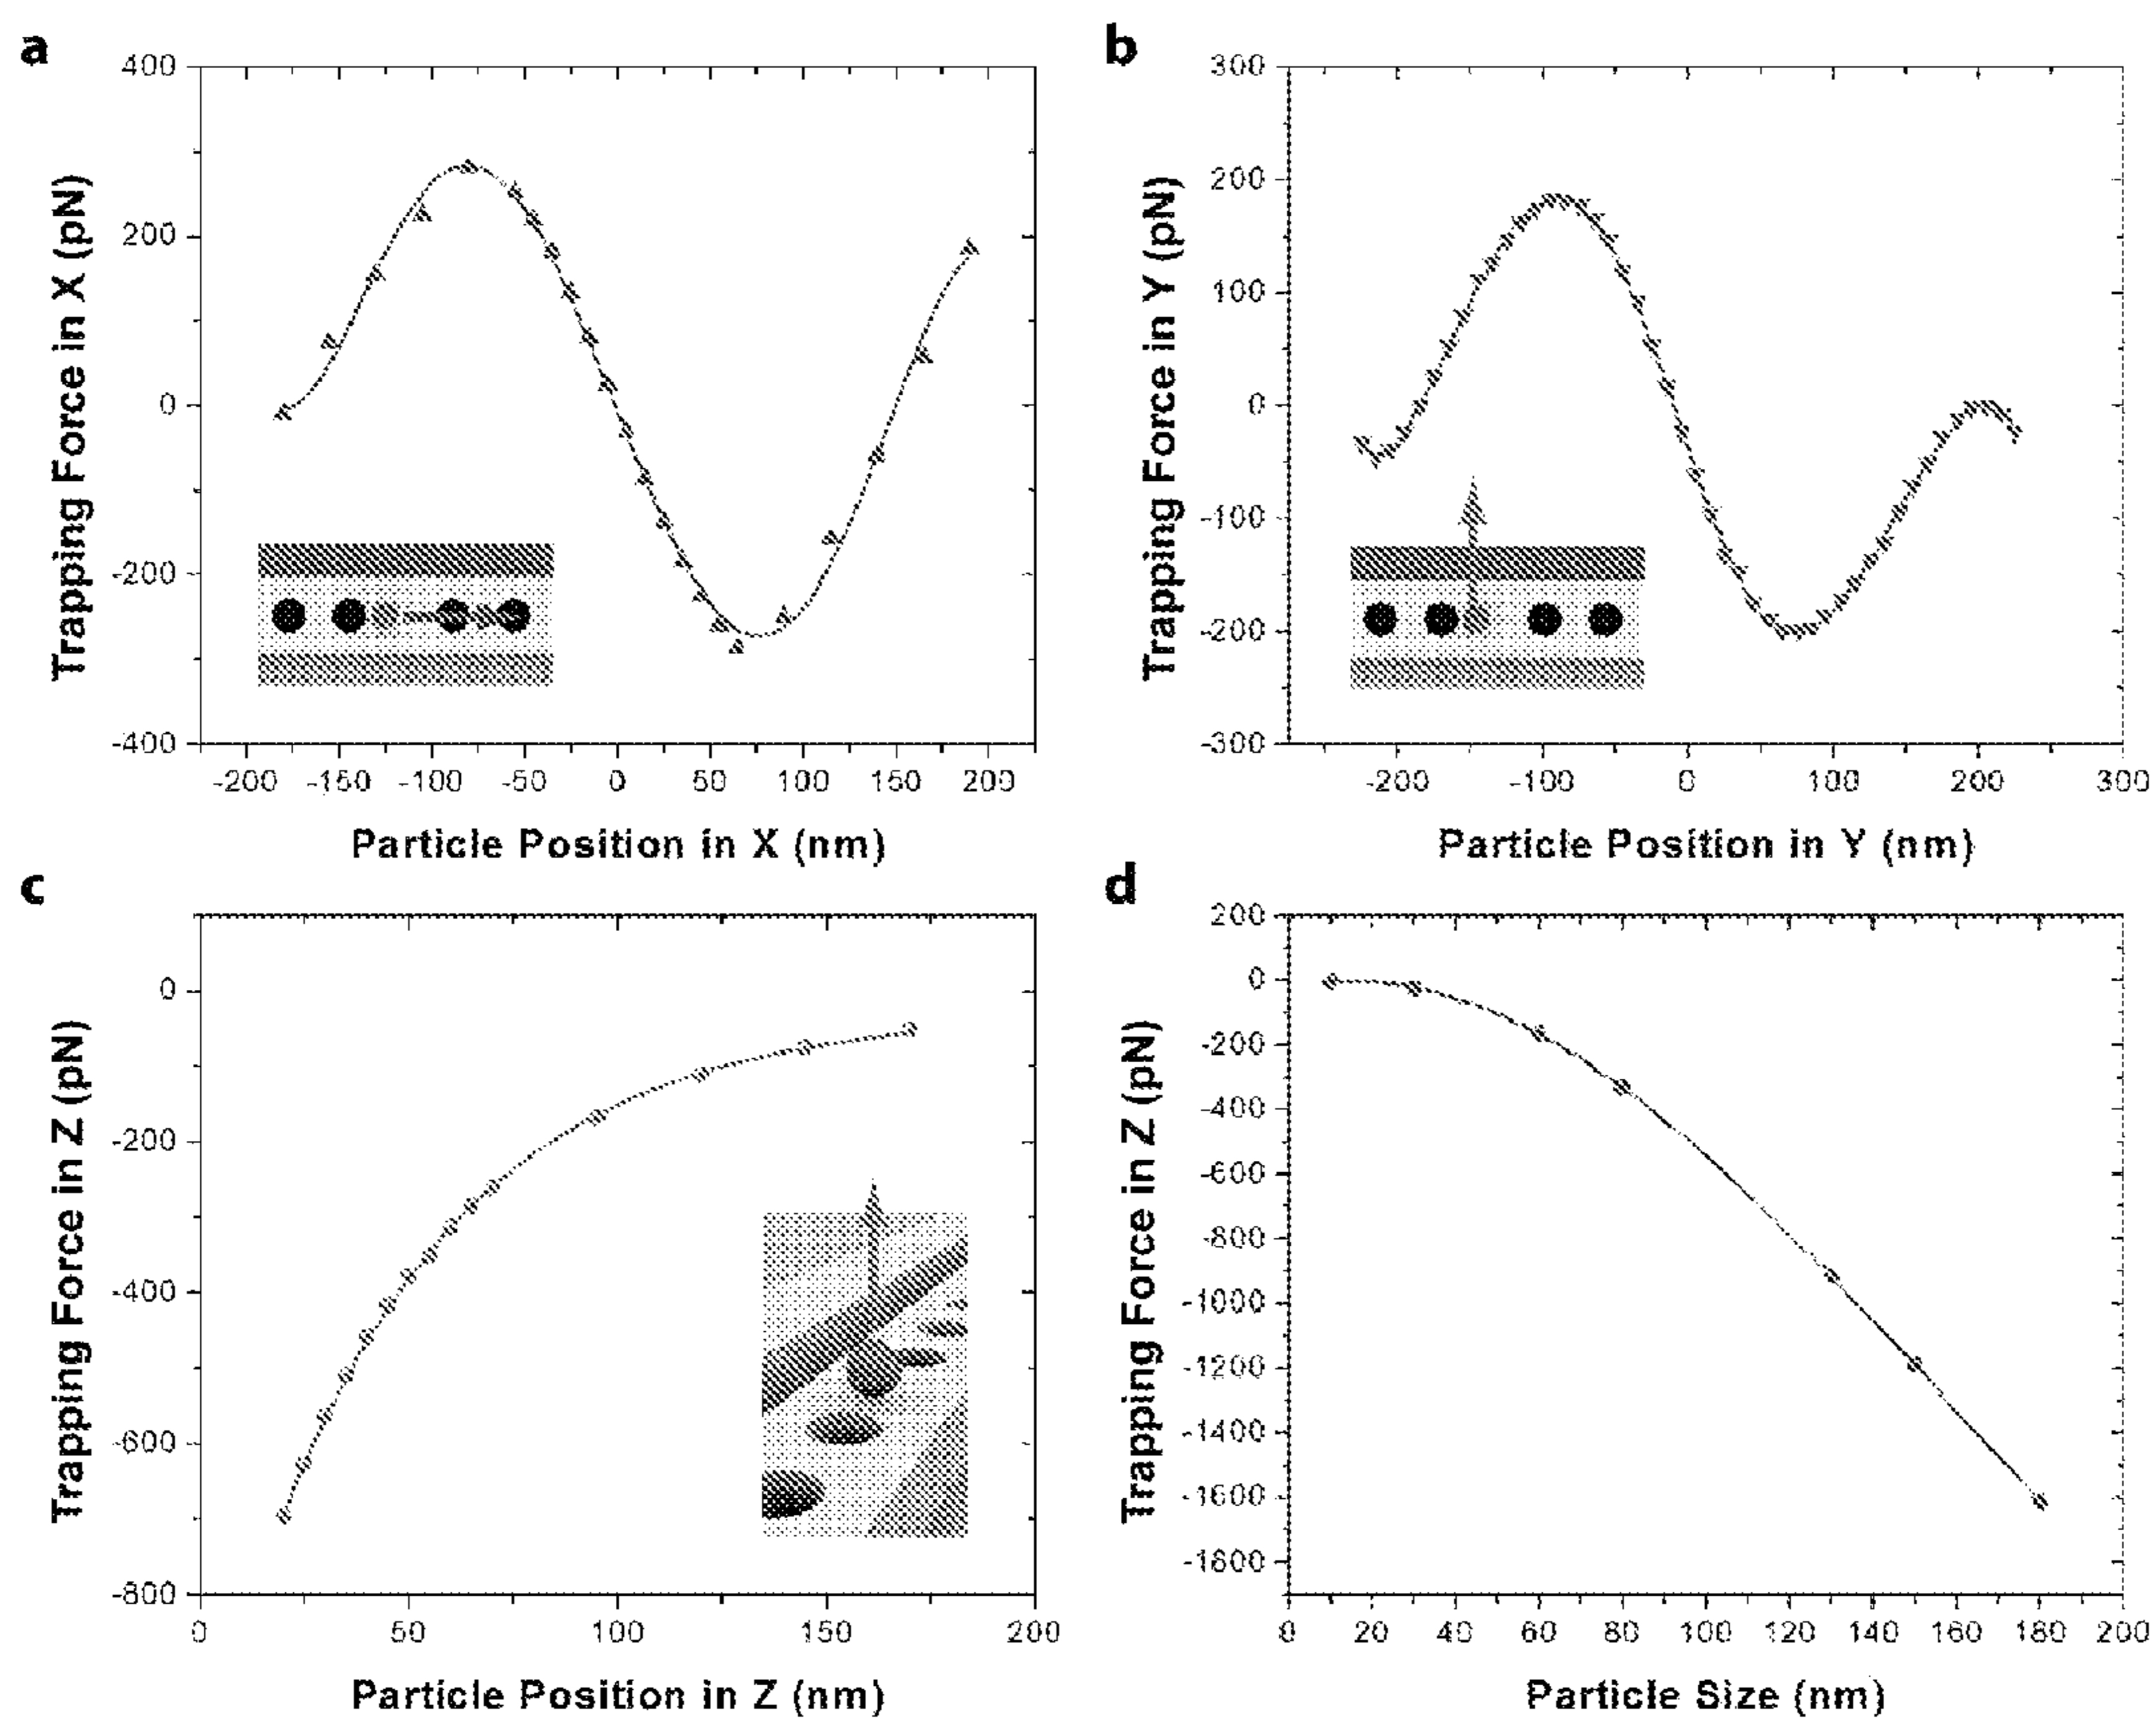 a
400
200
0
-200
-400
-200 -150 -100 -50 0 50 100 150 200
Trapping Force in X (pN)
Particle Position in X (nm)
b
300
200
100
0
-100
-200
-300
-200 -100 0 100 200 300
Trapping Force in Y (pN)
Particle Position in Y (nm)
c
0
-200
-400
-600
-800
0 50 100 150 200
Trapping Force in Z (pN)
Particle Position in Z (nm)
d
200
0
-200
-400
-600
-800
-1000
-1200
-1400
-1600
-1800
0 20 40 60 80 100 120 140 160 180 200
Trapping Force in Z (pN)
Particle Size (nm)